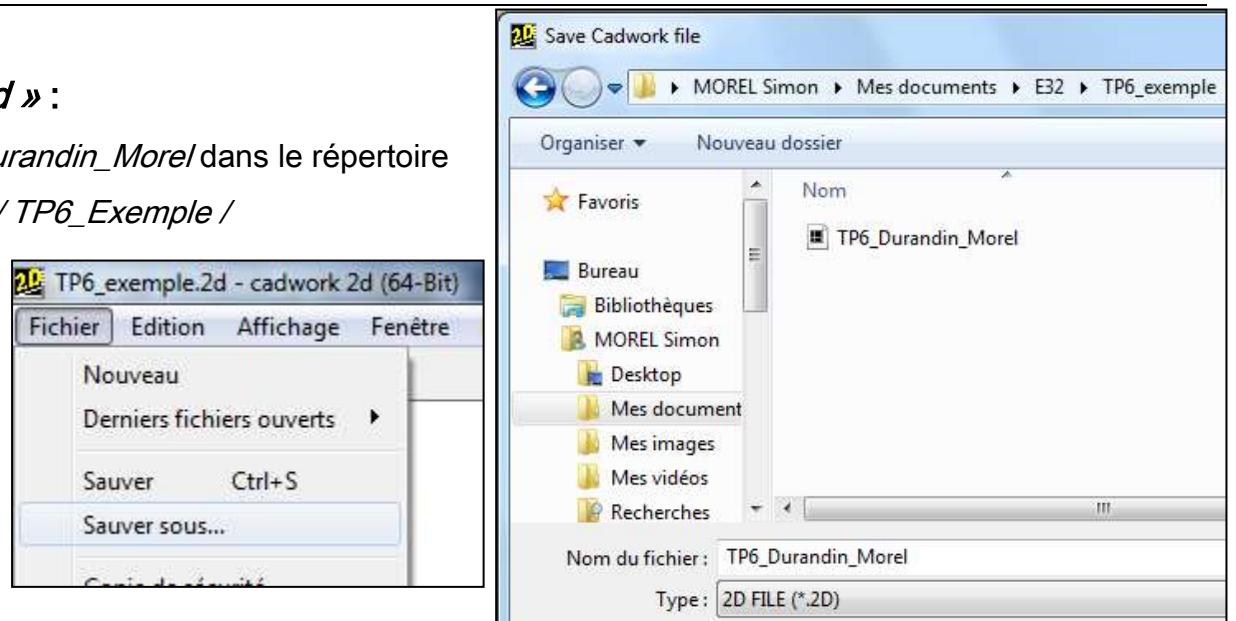 d » :
urandin_Morel dans le répertoire
/ TP6_Exemple /
TP6_exemple.2d - cadwork 2d (64-Bit)
Fichier Edition Affichage Fenêtre
Nouveau
Derniers fichiers ouverts
Sauver Ctrl+S
Sauver sous...
Copie de sécurité
Save Cadwork file
MOREL Simon Mes documents E32 TP6_exemple
Organiser Nouveau dossier
Favoris
Bureau
Bibliothèques
MOREL Simon
Desktop
Mes document
Mes images
Mes vidéos
Recherches
Nom
TP6_Durandin_Morel
Nom du fichier : TP6_Durandin_Morel
Type : 2D FILE (*.2D)